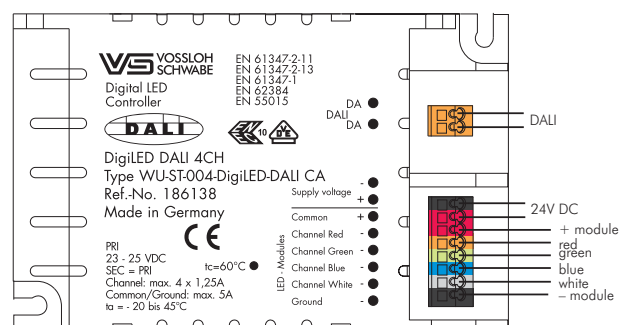 VS VOSSLOH
SCHWABE
Digital LED
Controller
DALI
EN 61347-2-11
EN 61347-2-13
EN 61347-1
EN 62384
EN 55015
10
VDE
DigiLED DALI 4CH
Type WU-ST-004-DigiLED-DALI CA
Ref.-No. 186138
Made in Germany
CE
PRI
23 - 25 VDC
SEC = PRI
Channel: max. 4 x 1,25A
Common/Ground: max. 5A
ta = - 20 bis 45°C
tc=60°C
DA
DALI
DA
Supply voltage
-
+
LED - Modules
Common +
Channel Red -
Channel Green -
Channel Blue -
Channel White -
Ground -
DALI
24V DC
+ module
red
green
blue
white
– module